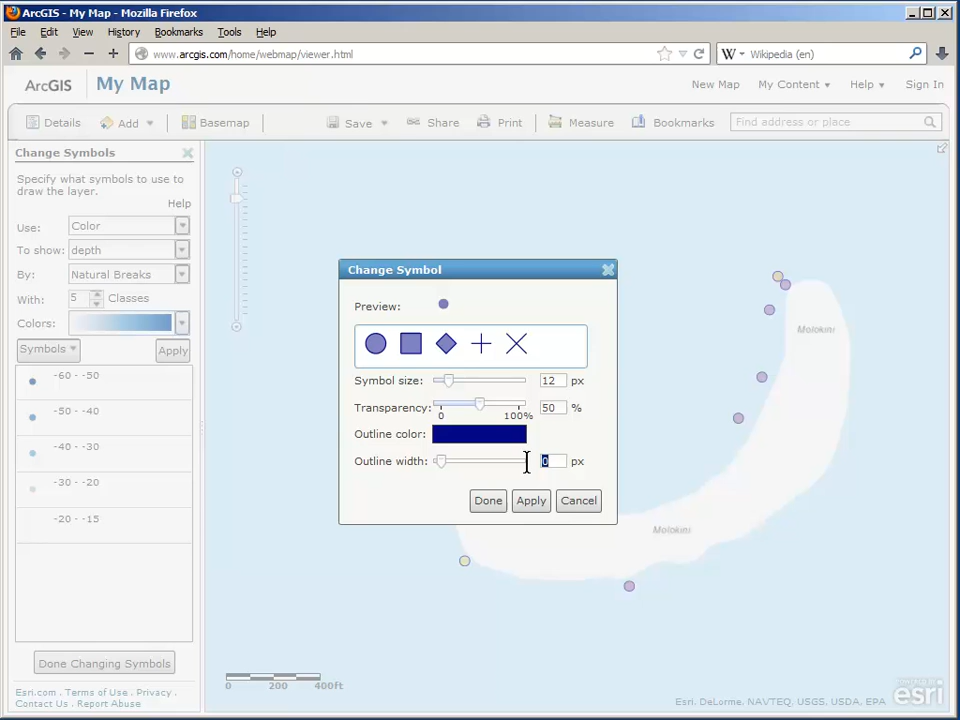 ArcGIS - My Map - Mozilla Firefox
File Edit View History Bookmarks Tools Help
www.arcgis.com/home/webmap/viewer.html
W Wikipedia (en)
ArcGIS My Map New Map My Content Help Sign In
Details Add Basemap Save Share Print Measure Bookmarks Find address or place
Change Symbols
Specify what symbols to use to
draw the layer.
Help
Use: Color
To show: depth
By: Natural Breaks
With: 5 Classes
Colors:
Symbols Apply
-60 - -50
-50 - -40
-40 - -30
-30 - -20
-20 - -15
Done Changing Symbols
Esri.com . Terms of Use . Privacy .
Contact Us . Report Abuse
Change Symbol
Preview:
Symbol size: 12 px
Transparency: 50 %
0 100%
Outline color:
Outline width: 0 px
Done Apply Cancel
Molokini
Molokini
0 200 400ft
Esri, DeLorme, NAVTEQ, USGS, USDA, EPA
esri